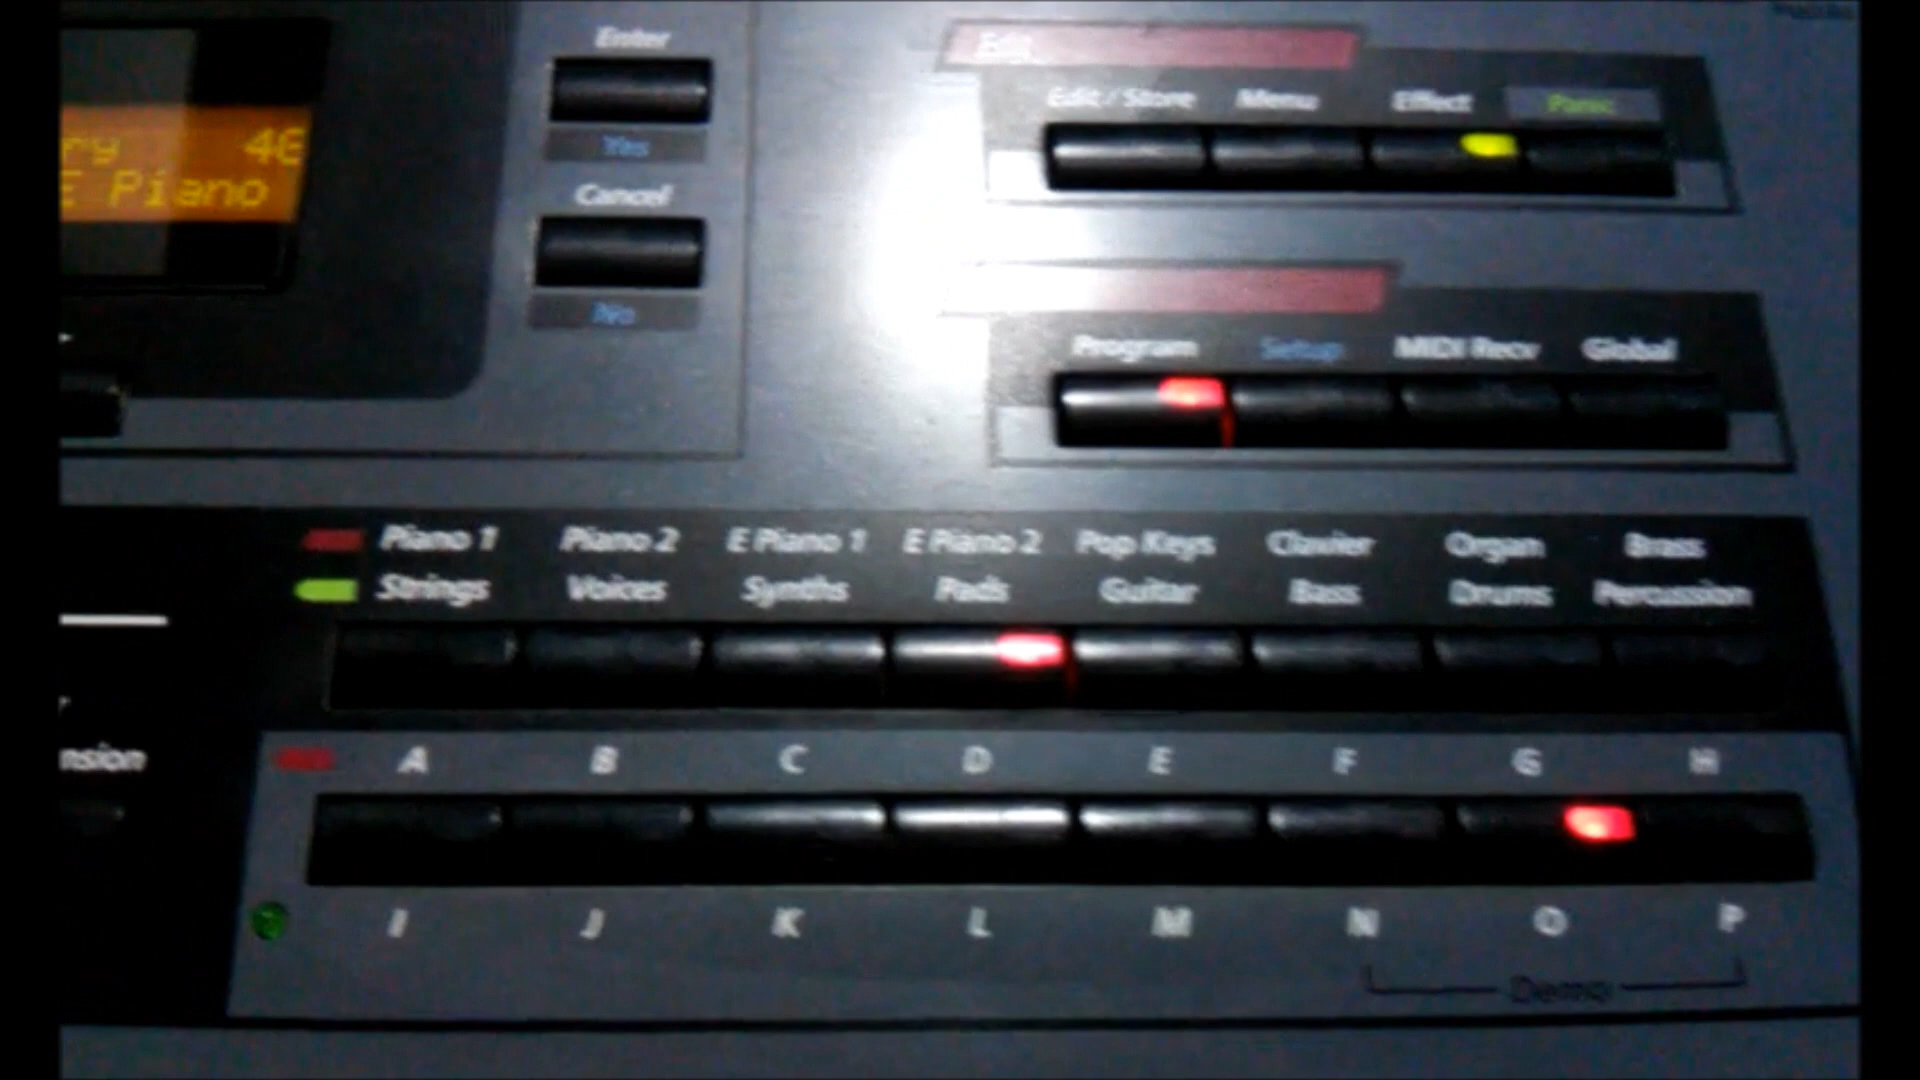 Enter
Yes
Cancel
No
ry 4E
E Piano
Edit
Edit / Store Menu Effect Panic
Program Setup MIDI Recv Global
Piano 1 Piano 2 E Piano 1 E Piano 2 Pop Keys Clavier Organ Brass
Strings Voices Synths Pads Guitar Bass Drums Percussion
nsion
A B C D E F G H
I J K L M N O P
Demo